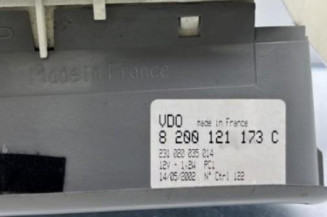 Made in France
VDO made in France
8 200 121 173 C
231 020 035 014
12V - 1.2W PC1
14/05/2002 N° Ctrl 122